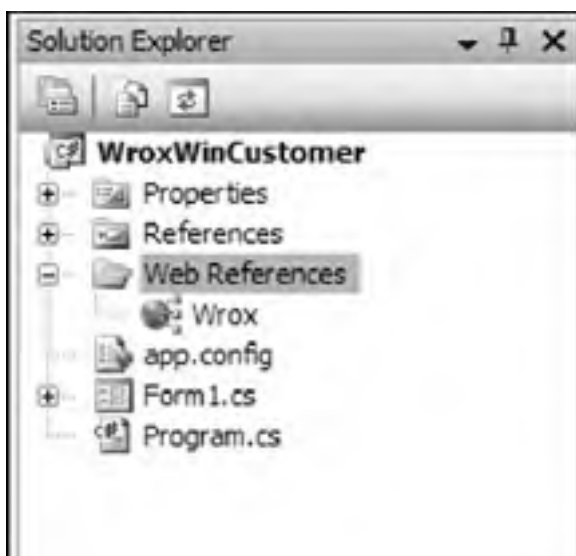 Solution Explorer
WroxWinCustomer
Properties
References
Web References
Wrox
app.config
Form1.cs
Program.cs